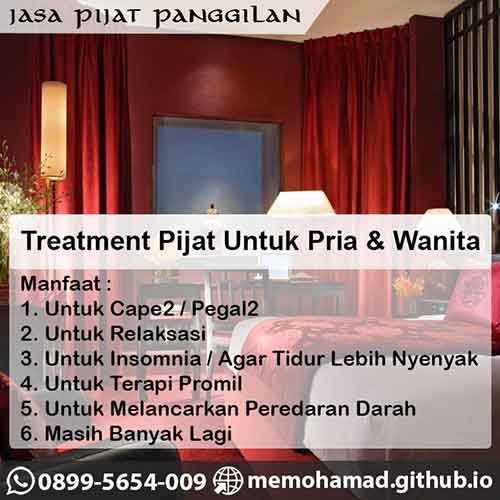 JASA PIJAT PANGGILAN
Treatment Pijat Untuk Pria & Wanita
Manfaat :
1. Untuk Cape2 / Pegal2
2. Untuk Relaksasi
3. Untuk Insomnia / Agar Tidur Lebih Nyenyak
4. Untuk Terapi Promil
5. Untuk Melancarkan Peredaran Darah
6. Masih Banyak Lagi
0899-5654-009 memohamad.github.io